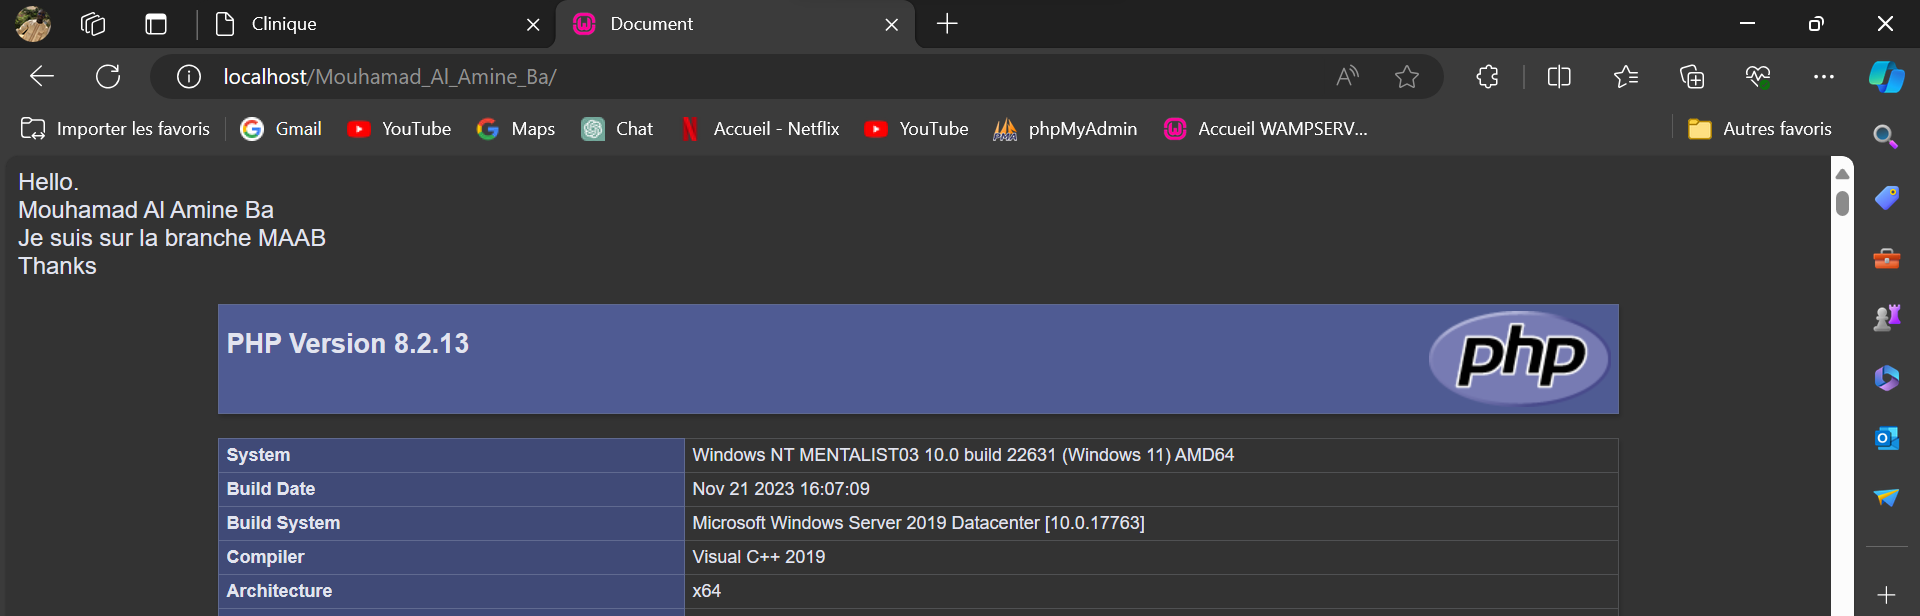 Clinique
Document
localhost/Mouhamad_Al_Amine_Ba/
Importer les favoris
Gmail
YouTube
Maps
Chat
Accueil - Netflix
YouTube
phpMyAdmin
Accueil WAMPSERV...
Autres favoris
Hello.
Mouhamad Al Amine Ba
Je suis sur la branche MAAB
Thanks
PHP Version 8.2.13
php
System Windows NT MENTALIST03 10.0 build 22631 (Windows 11) AMD64
Build Date Nov 21 2023 16:07:09
Build System Microsoft Windows Server 2019 Datacenter [10.0.17763]
Compiler Visual C++ 2019
Architecture x64